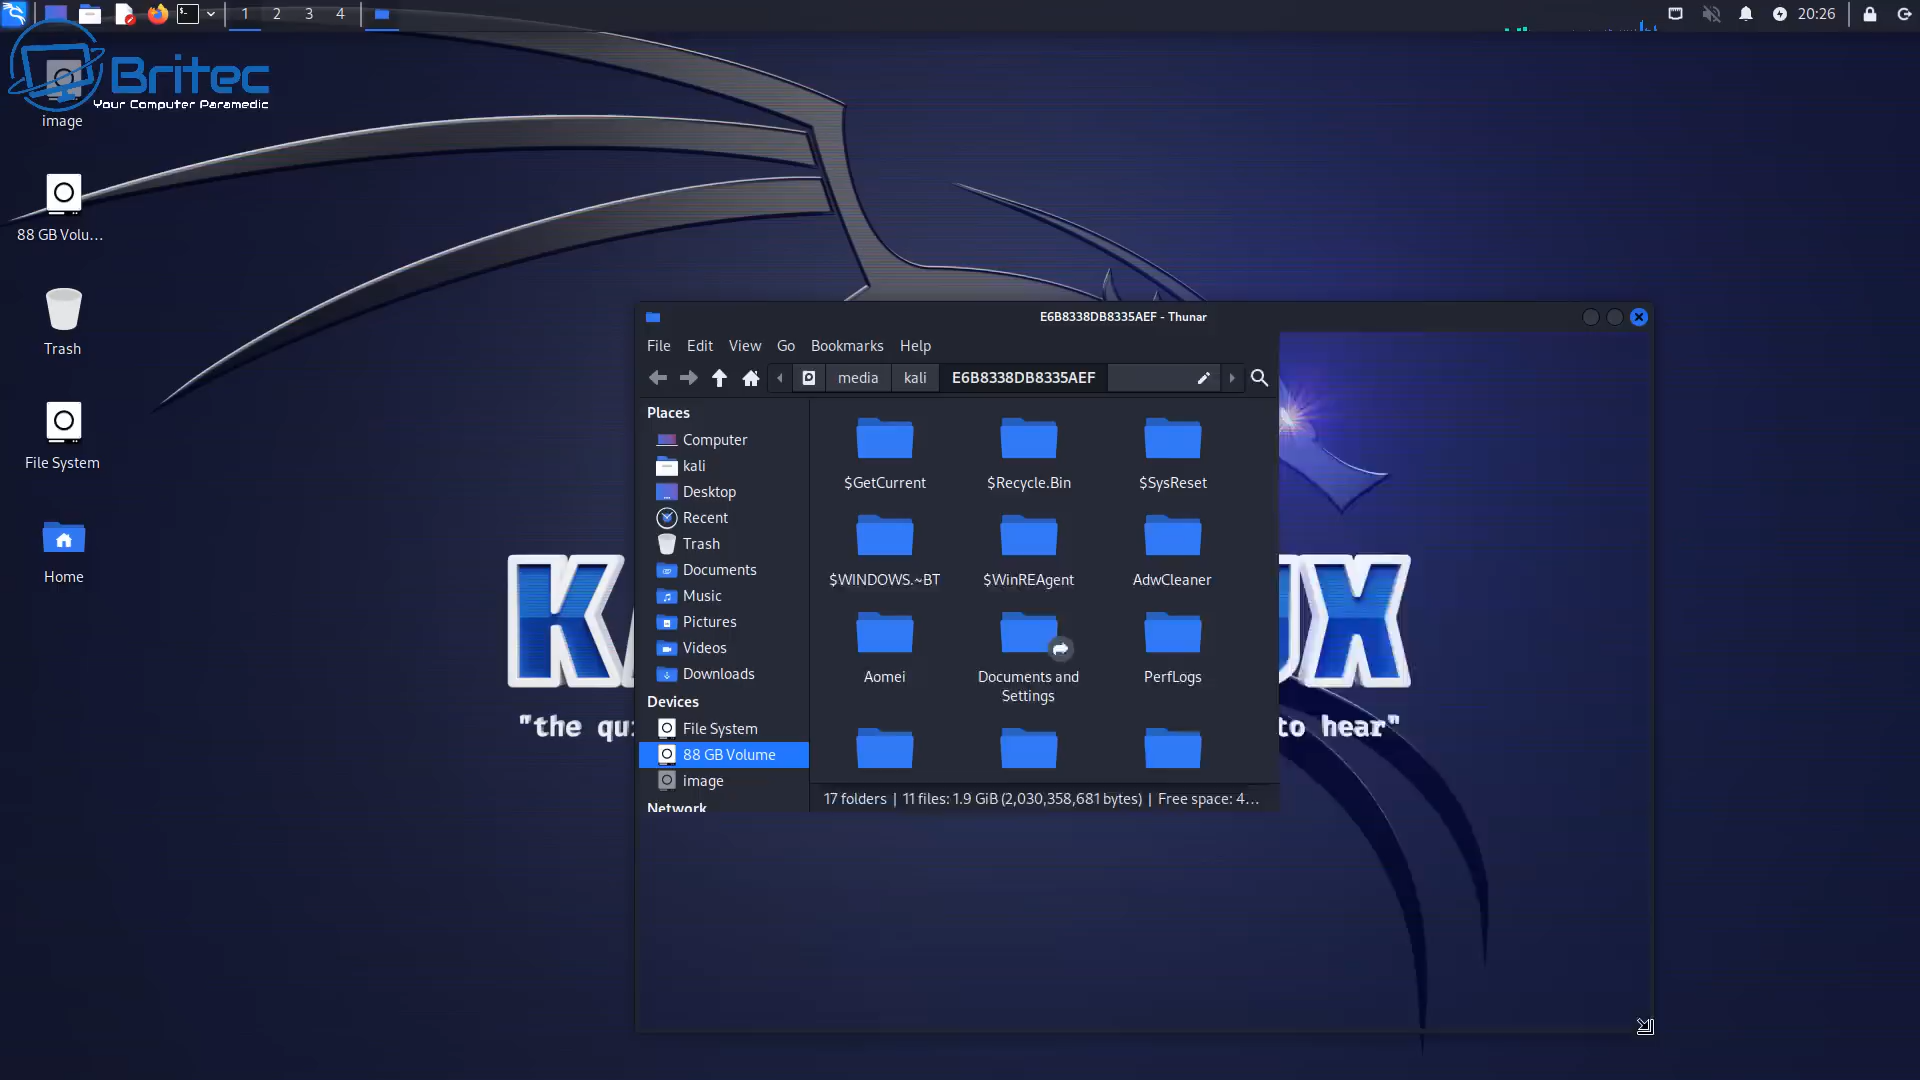 1 2 3 4
20:26
Britec
Your Computer Paramedic
image
88 GB Volu...
Trash
File System
Home
E6B8338DB8335AEF - Thunar
File Edit View Go Bookmarks Help
media kali E6B8338DB8335AEF
Places
Computer
kali
Desktop
Recent
Trash
Documents
Music
Pictures
Videos
Downloads
Devices
File System
88 GB Volume
image
Network
$GetCurrent $Recycle.Bin $SysReset
$WINDOWS.~BT $WinREAgent AdwCleaner
Aomei Documents and Settings PerfLogs
17 folders | 11 files: 1.9 GiB (2,030,358,681 bytes) | Free space: 4...
"the qu
to hear"